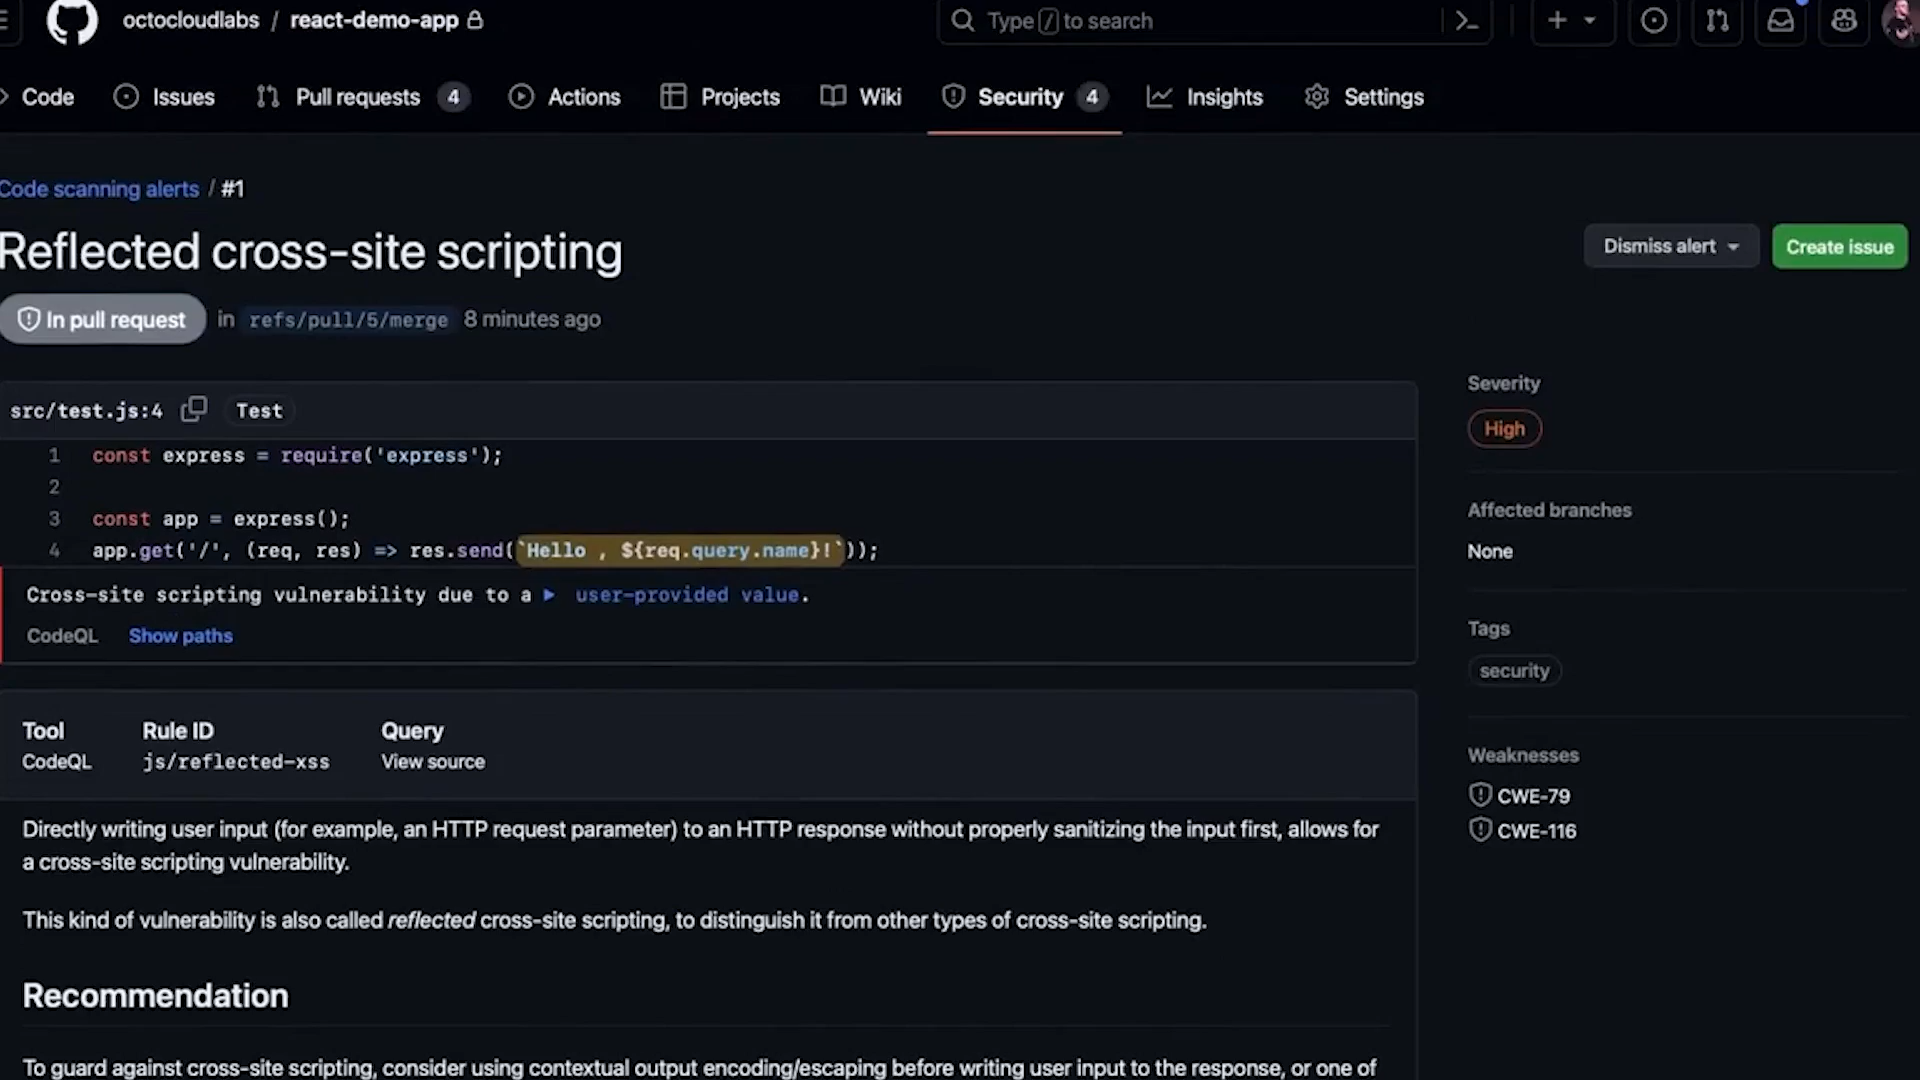 octocloudlabs / react-demo-app
Type / to search
Code Issues Pull requests 4 Actions Projects Wiki Security 4 Insights Settings
Code scanning alerts / #1
Reflected cross-site scripting
Dismiss alert
Create issue
In pull request in refs/pull/5/merge 8 minutes ago
src/test.js:4 Test
1 const express = require('express');
2
3 const app = express();
4 app.get('/', (req, res) => res.send(`Hello , ${req.query.name}!`));
Cross-site scripting vulnerability due to a user-provided value.
CodeQL Show paths
Tool Rule ID Query
CodeQL js/reflected-xss View source
Directly writing user input (for example, an HTTP request parameter) to an HTTP response without properly sanitizing the input first, allows for
a cross-site scripting vulnerability.
This kind of vulnerability is also called reflected cross-site scripting, to distinguish it from other types of cross-site scripting.
Recommendation
To guard against cross-site scripting, consider using contextual output encoding/escaping before writing user input to the response, or one of
Severity
High
Affected branches
None
Tags
security
Weaknesses
CWE-79
CWE-116